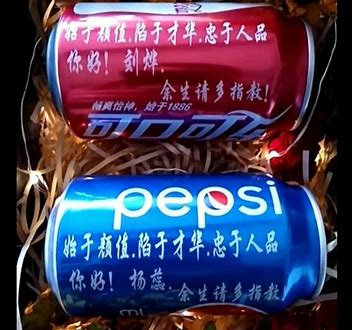 始于颜值,陷于才华,忠于人品
你好! 刘烨.
余生请多指教!
畅爽怡神，始于1886
可口可乐
pepsi
始于颜值,陷于才华,忠于人品
你好! 杨蕊.
余生请多指教!